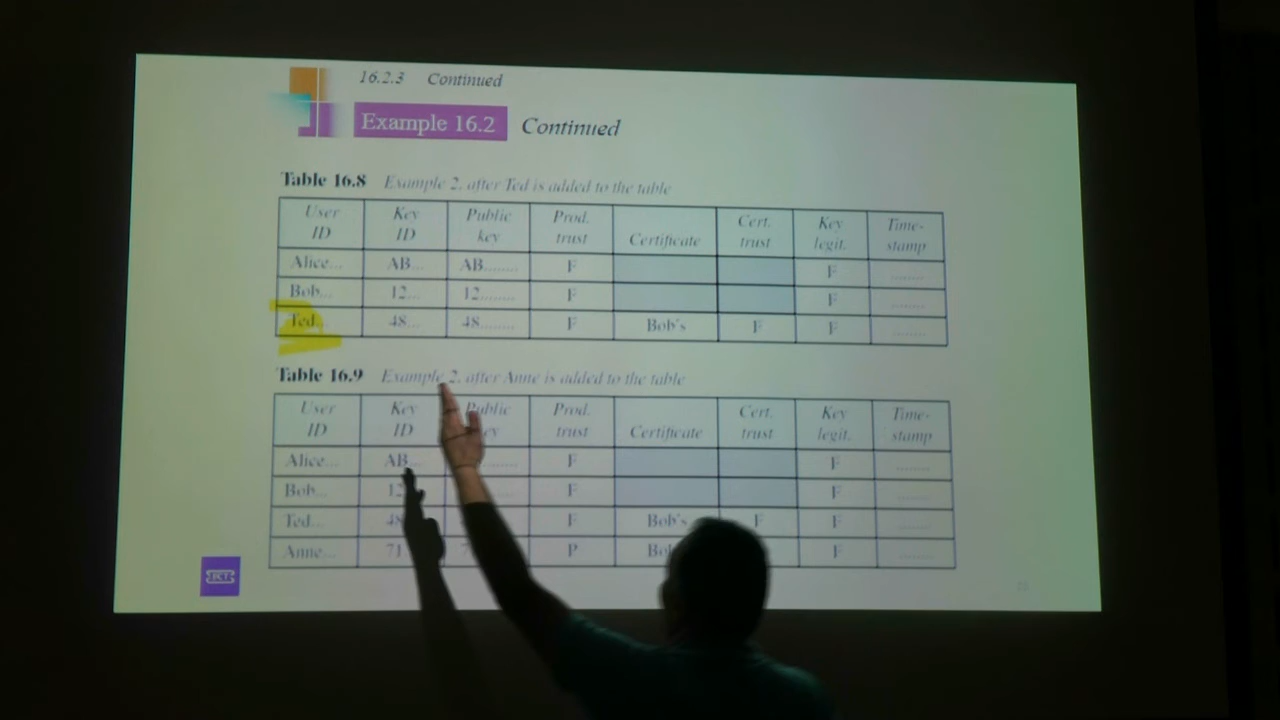 16.2.3 Continued
Example 16.2 Continued
Table 16.8 Example 2, after Ted is added to the table
User ID Key ID Public key Prod. trust Certificate Cert. trust Key legit. Time-stamp
Alice... AB... AB........ F F ........
Bob... 12... 12........ F F ........
Ted... 48... 48........ F Bob's F F ........
Table 16.9 Example 2, after Anne is added to the table
User ID Key ID Public Prod. trust Certificate Cert. trust Key legit. Time-stamp
Alice... AB... F F ........
Bob... 12 F F ........
Ted... 48 F Bob's F F ........
Anne... 71 P F ........